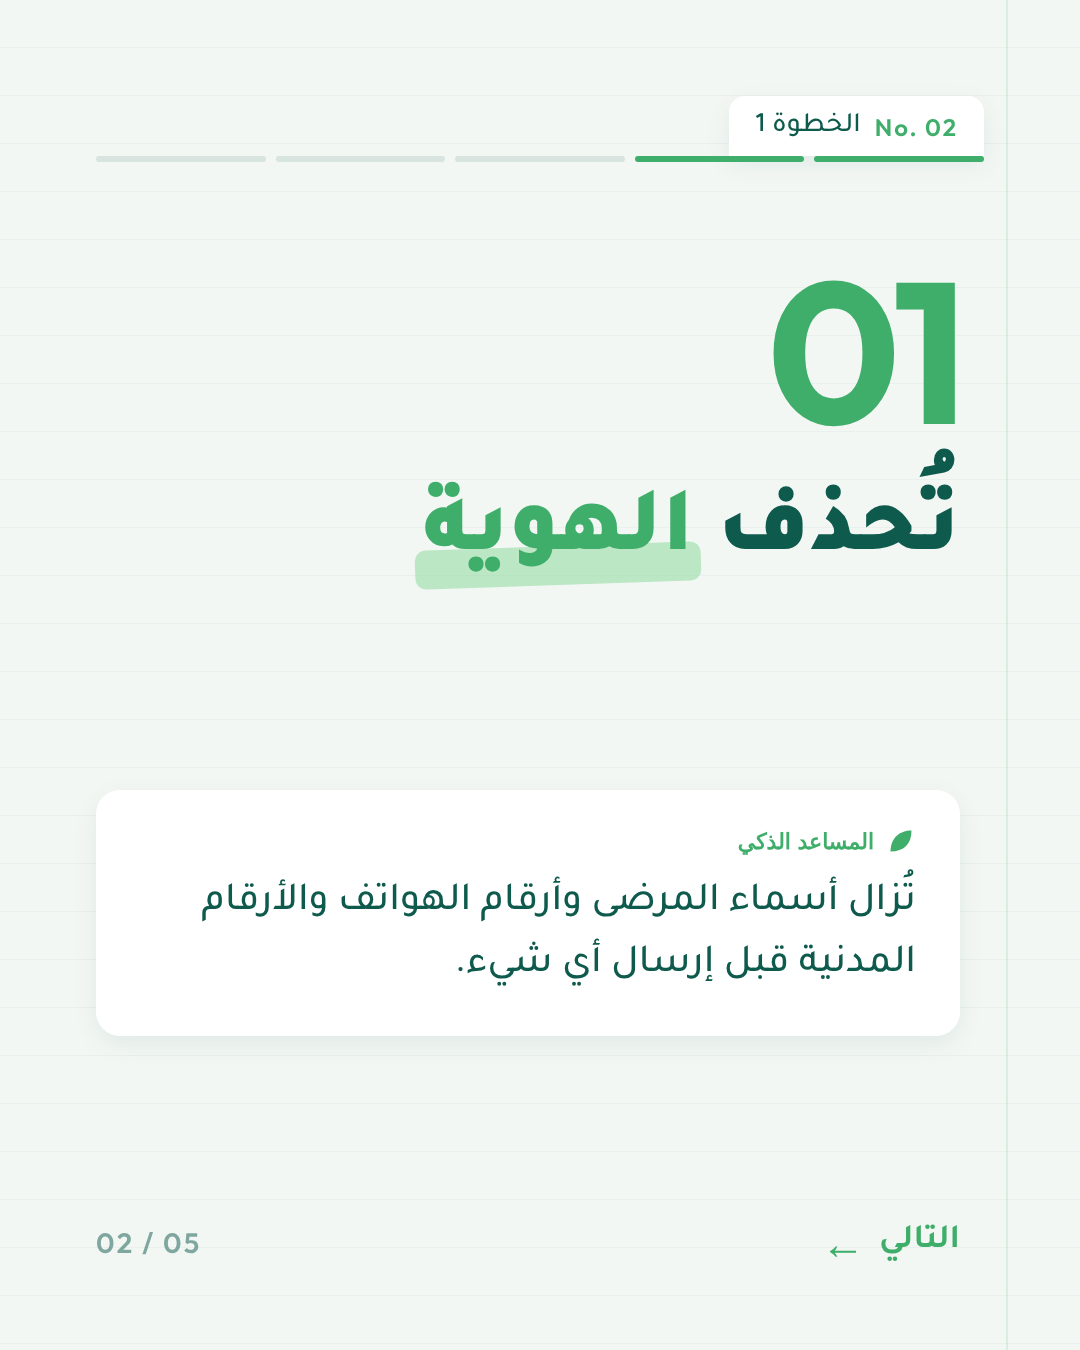 No. 02 الخطوة 1
01
تُحذف الهوية
المساعد الذكي
تُزال أسماء المرضى وأرقام الهواتف والأرقام
المدنية قبل إرسال أي شيء.
التالي ←
02 / 05